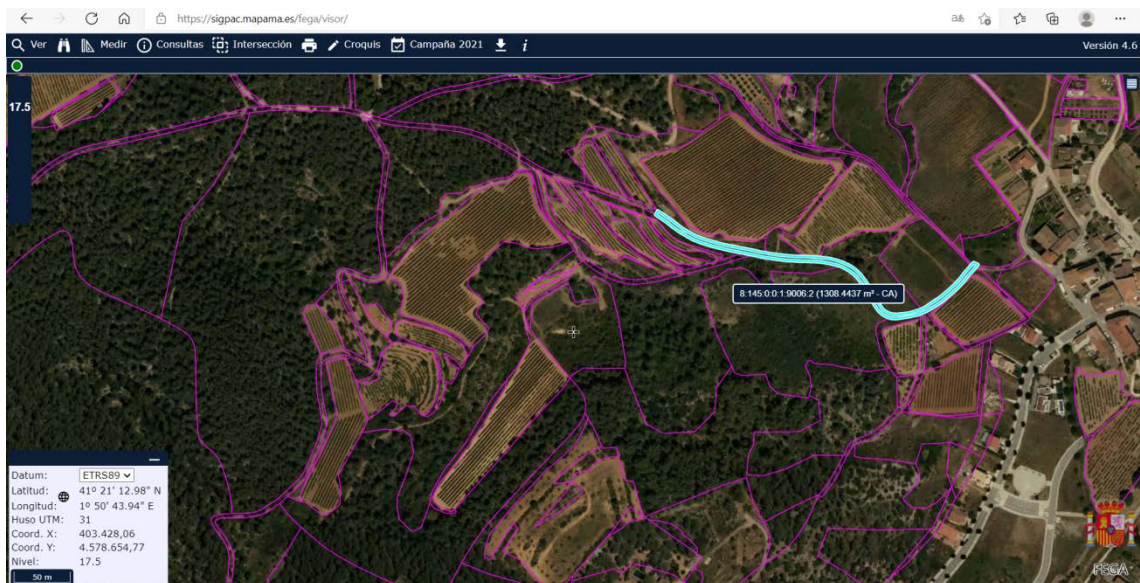 https://sigpac.mapama.es/fega/visor/
Ver Medir Consultas Intersección Croquis Campaña 2021 i Versión 4.6
17.5
8:145:0:0:1:9006:2 (1308.4437 m² - CA)
Datum: ETRS89
Latitud: 41º 21' 12.98" N
Longitud: 1º 50' 43.94" E
Huso UTM: 31
Coord. X: 403.428,06
Coord. Y: 4.578.654,77
Nivel: 17.5
50 m
FEGA